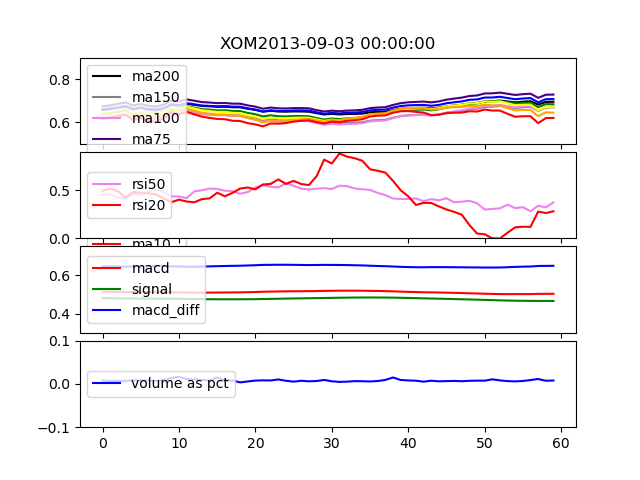 XOM2013-09-03 00:00:00
0.8
0.6
ma200
ma150
ma100
ma75
0.5
0.0
rsi50
rsi20
ma10
0.6
0.4
macd
signal
macd_diff
0.1
0.0
−0.1
volume as pct
0 10 20 30 40 50 60